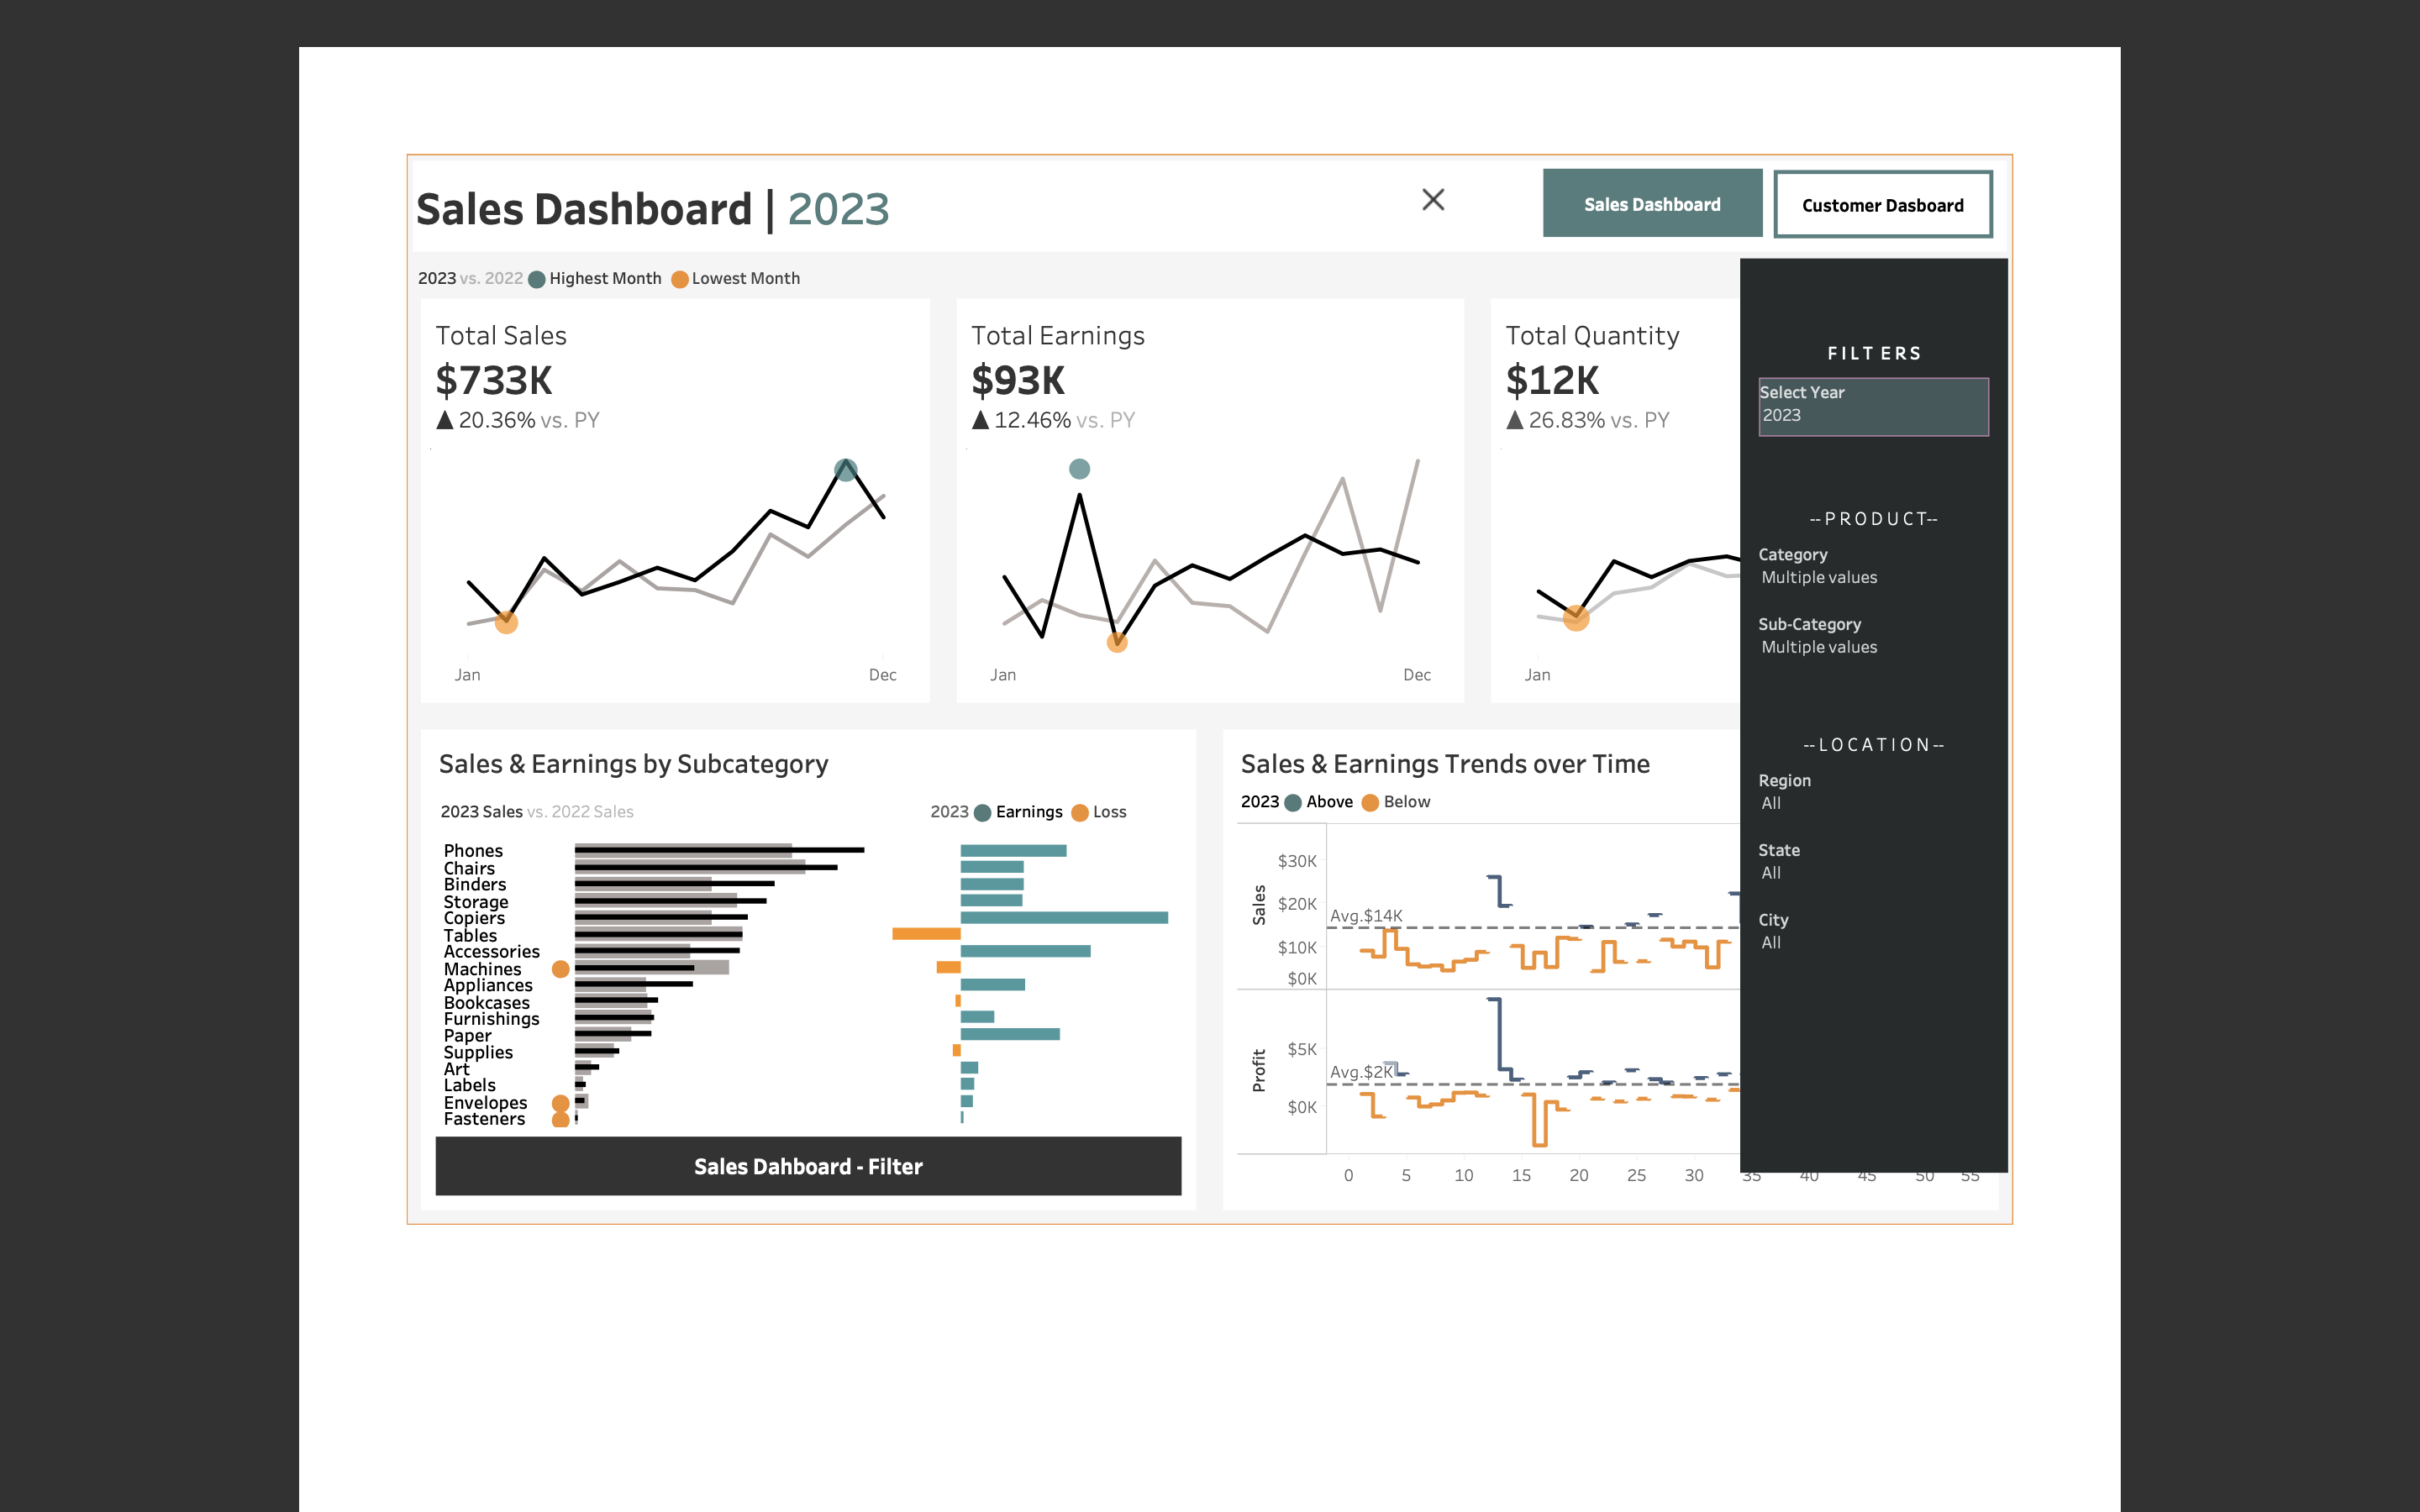 Sales Dashboard | 2023
Sales Dashboard
Customer Dasboard
2023 vs. 2022 Highest Month Lowest Month
Total Sales
$733K
▲ 20.36% vs. PY
Jan
Dec
Total Earnings
$93K
▲ 12.46% vs. PY
Jan
Dec
Total Quantity
$12K
▲ 26.83% vs. PY
Jan
FILTERS
Select Year
2023
--PRODUCT--
Category
Multiple values
Sub-Category
Multiple values
--LOCATION--
Region
All
State
All
City
All
Sales & Earnings by Subcategory
2023 Sales vs. 2022 Sales
2023 Earnings Loss
Phones
Chairs
Binders
Storage
Copiers
Tables
Accessories
Machines
Appliances
Bookcases
Furnishings
Paper
Supplies
Art
Labels
Envelopes
Fasteners
Sales Dahboard - Filter
Sales & Earnings Trends over Time
2023 Above Below
Sales
$30K
$20K
$10K
$0K
Avg.$14K
Profit
$5K
$0K
Avg.$2K
0 5 10 15 20 25 30 35 40 45 50 55